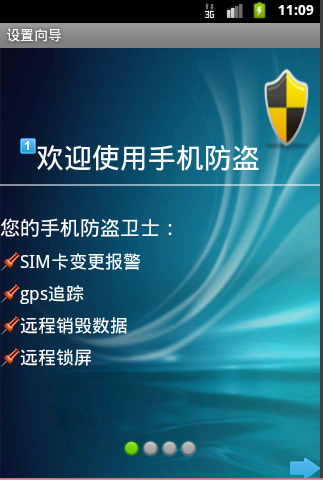 3G 11:09
设置向导
1 欢迎使用手机防盗
您的手机防盗卫士：
SIM卡变更报警
gps追踪
远程销毁数据
远程锁屏